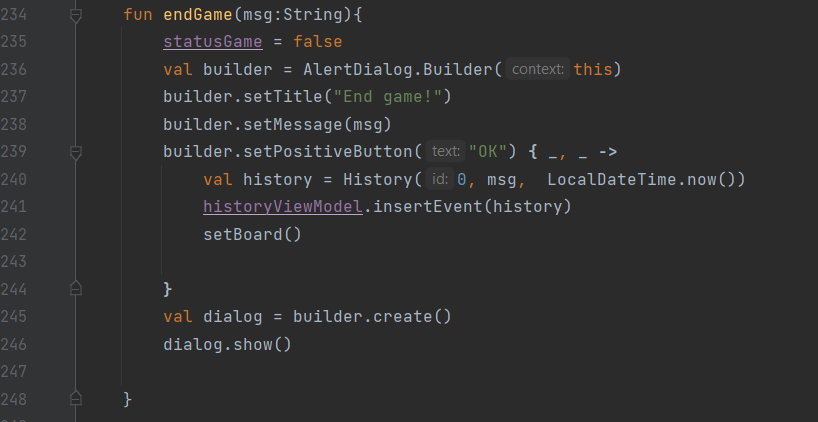 234 fun endGame(msg:String){
235 statusGame = false
236 val builder = AlertDialog.Builder( context: this)
237 builder.setTitle("End game!")
238 builder.setMessage(msg)
239 builder.setPositiveButton( text: "OK") { _, _ ->
240 val history = History( id: 0, msg,  LocalDateTime.now())
241 historyViewModel.insertEvent(history)
242 setBoard()
243
244 }
245 val dialog = builder.create()
246 dialog.show()
247
248 }